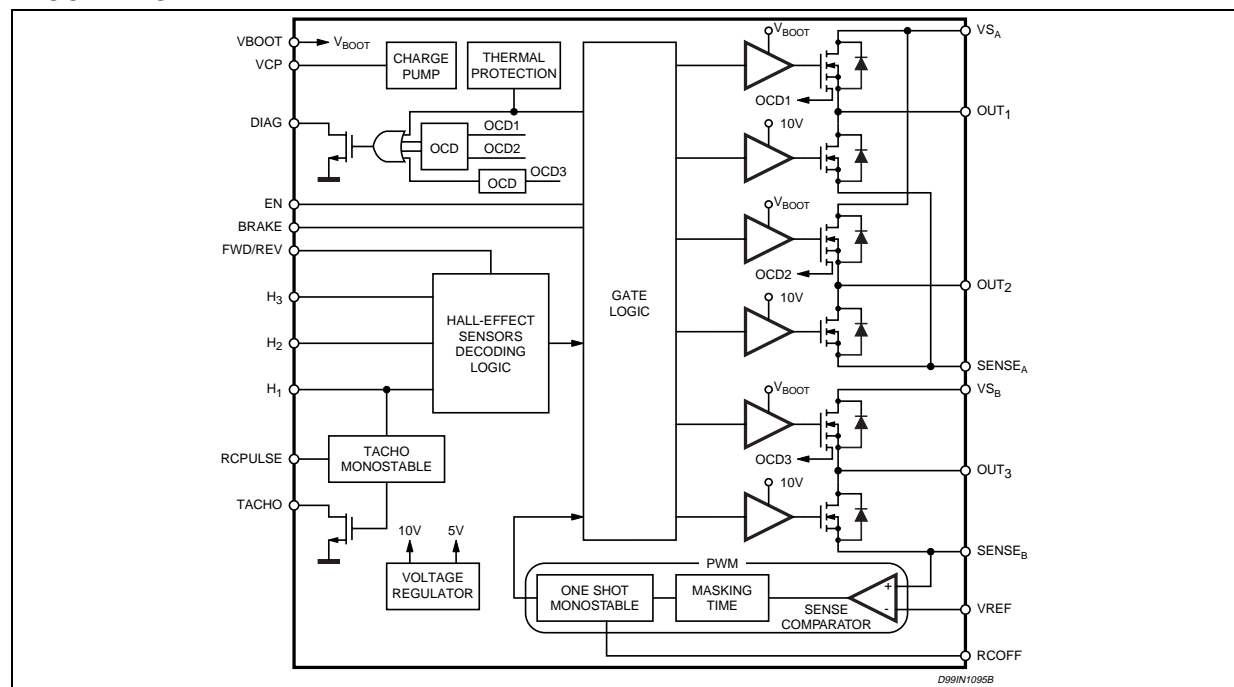 VBOOT
VBOOT
VCP
CHARGE
PUMP
THERMAL
PROTECTION
DIAG
OCD
OCD1
OCD2
OCD
OCD3
EN
BRAKE
FWD/REV
H3
H2
H1
HALL-EFFECT
SENSORS
DECODING
LOGIC
RCPULSE
TACHO
MONOSTABLE
TACHO
10V
5V
VOLTAGE
REGULATOR
GATE
LOGIC
VBOOT
OCD1
10V
VBOOT
OCD2
10V
VBOOT
OCD3
10V
VSA
OUT1
OUT2
SENSEA
VSB
OUT3
SENSEB
PWM
ONE SHOT
MONOSTABLE
MASKING
TIME
SENSE
COMPARATOR
+
-
VREF
RCOFF
D99IN1095B